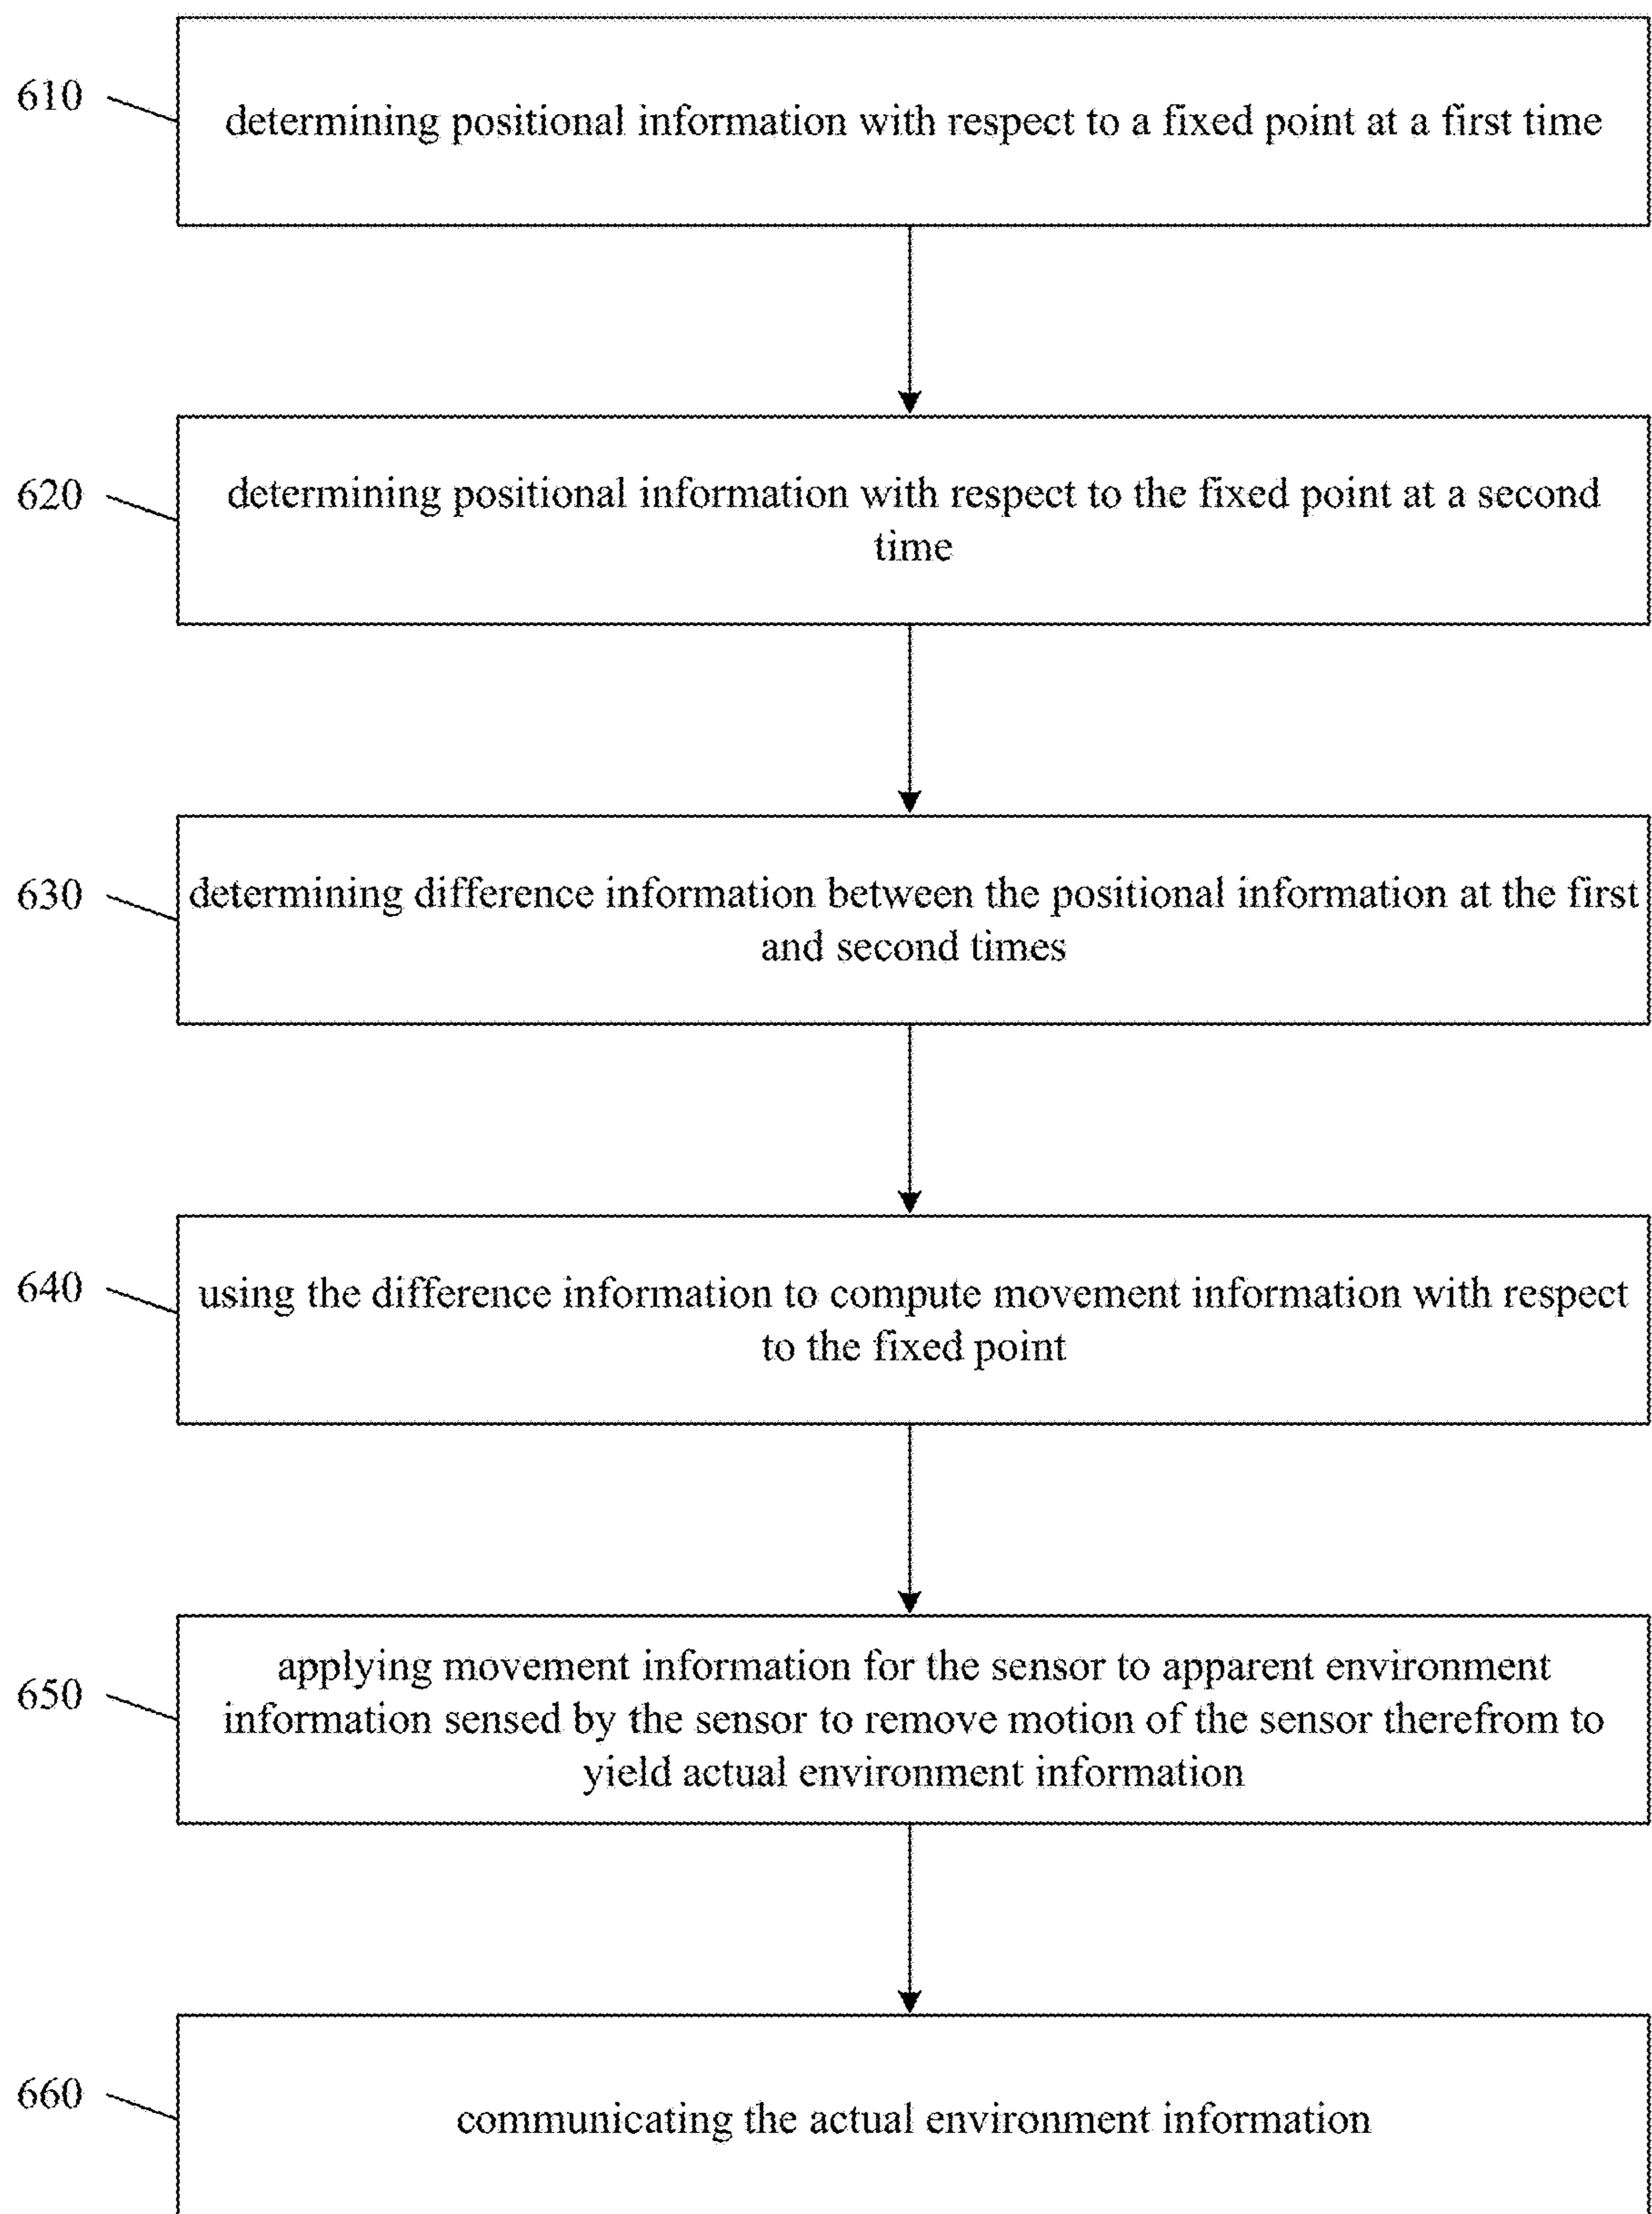 610
determining positional information with respect to a fixed point at a first time
620
determining positional information with respect to the fixed point at a second
time
630
determining difference information between the positional information at the first
and second times
640
using the difference information to compute movement information with respect
to the fixed point
650
applying movement information for the sensor to apparent environment
information sensed by the sensor to remove motion of the sensor therefrom to
yield actual environment information
660
communicating the actual environment information